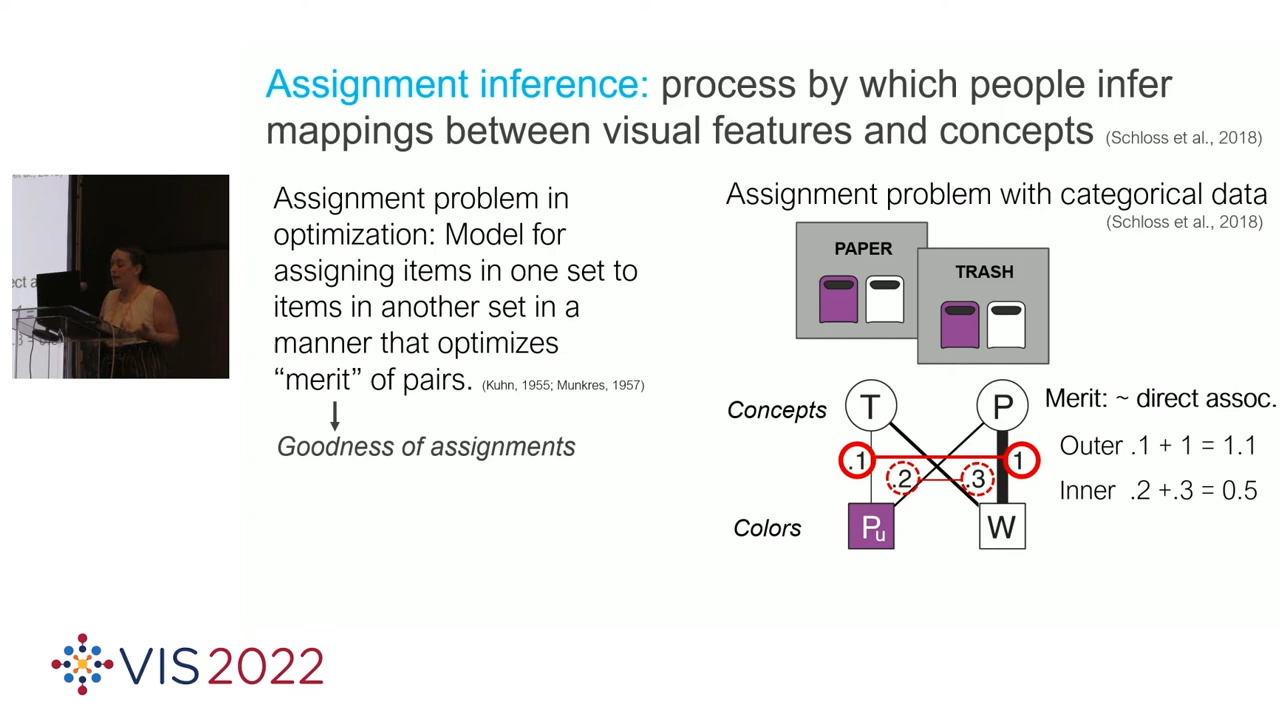 Assignment inference: process by which people infer
mappings between visual features and concepts (Schloss et al., 2018)
Assignment problem in
optimization: Model for
assigning items in one set to
items in another set in a
manner that optimizes
“merit” of pairs. (Kuhn, 1955; Munkres, 1957)
Goodness of assignments
Assignment problem with categorical data
(Schloss et al., 2018)
PAPER
TRASH
Concepts
T
P
Merit: ~ direct assoc.
.1
1
Outer .1 + 1 = 1.1
.2
.3
Inner .2 +.3 = 0.5
Colors
Pu
W
VIS2022